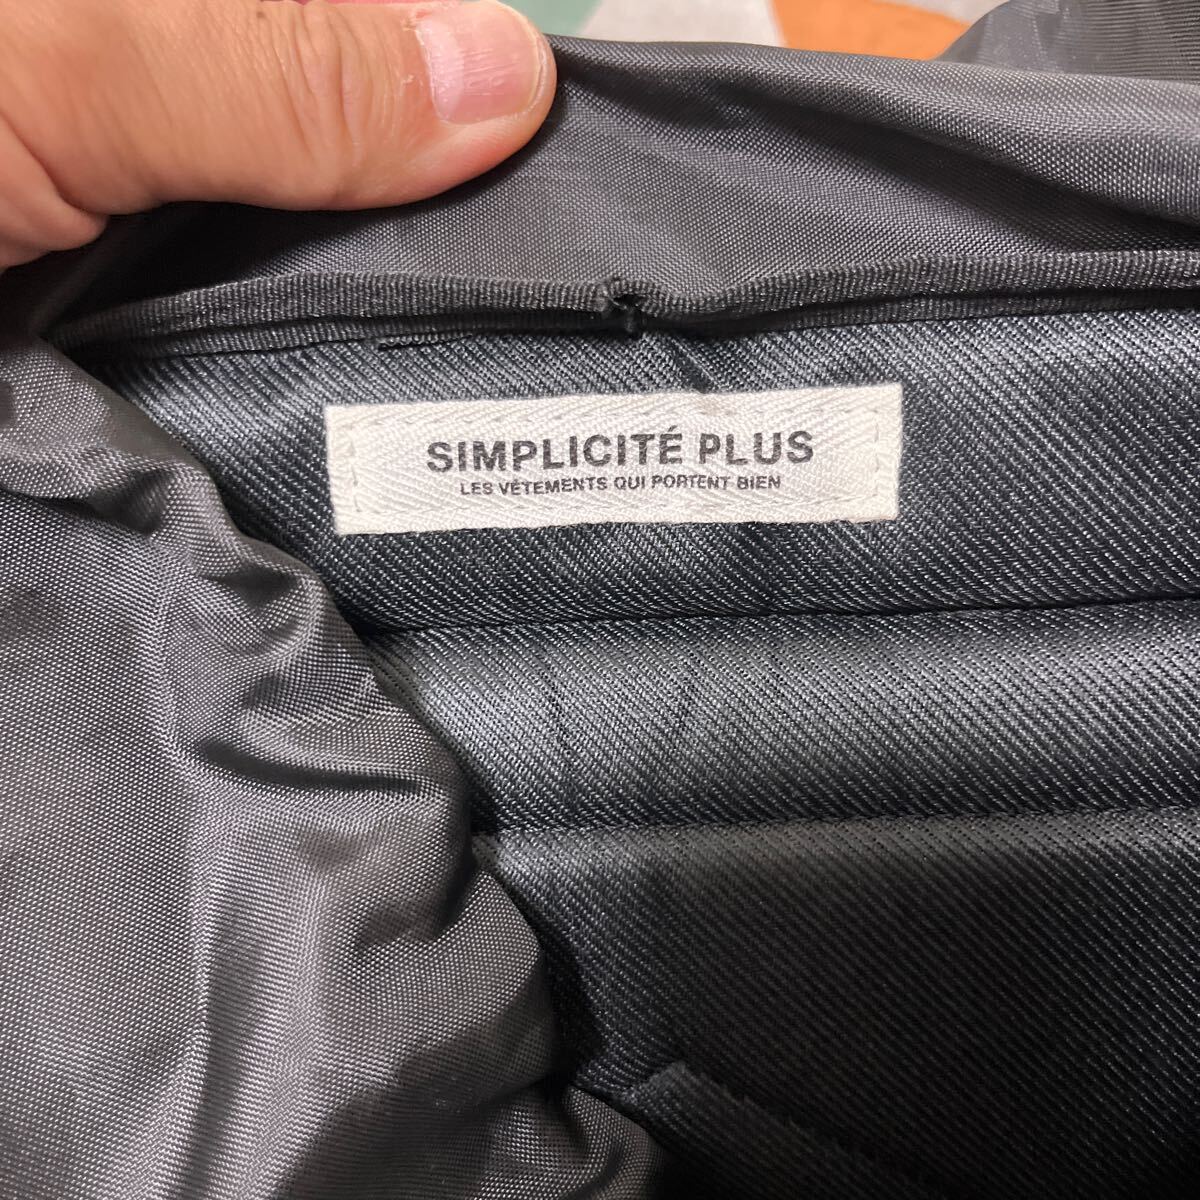 SIMPLICITÉ PLUS
LES VÊTEMENTS QUI PORTENT BIEN